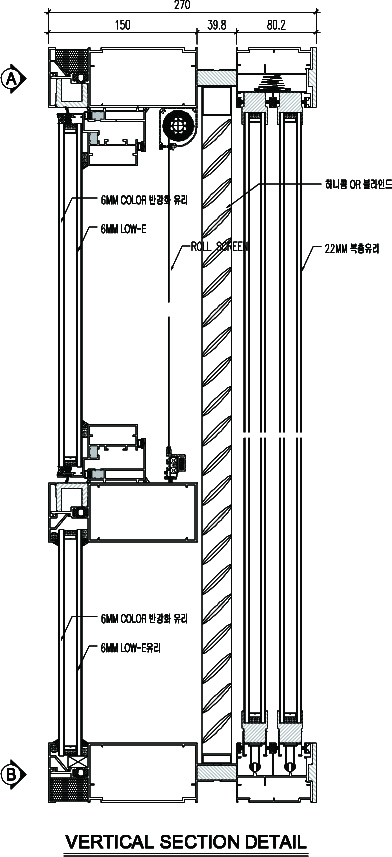 270
150 39.8 80.2
A
6MM COLOR 반강화 유리
허니콤 OR 블라인드
6MM LOW-E
ROLL SCREEN
22MM 복층유리
6MM COLOR 반강화 유리
6MM LOW-E유리
B
VERTICAL SECTION DETAIL